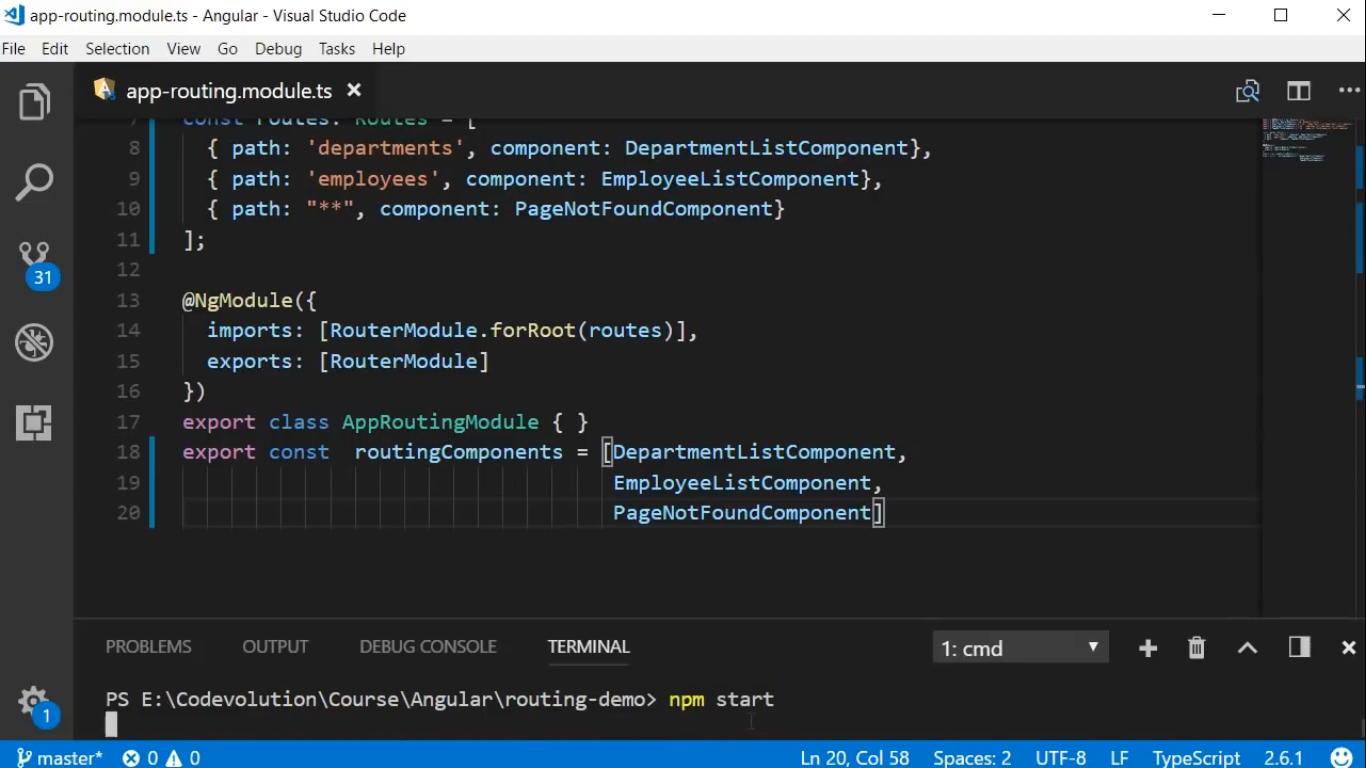 app-routing.module.ts - Angular - Visual Studio Code
File Edit Selection View Go Debug Tasks Help
app-routing.module.ts
7 const routes: Routes = [
8 { path: 'departments', component: DepartmentListComponent},
9 { path: 'employees', component: EmployeeListComponent},
10 { path: "**", component: PageNotFoundComponent}
11 ];
12
13 @NgModule({
14 imports: [RouterModule.forRoot(routes)],
15 exports: [RouterModule]
16 })
17 export class AppRoutingModule { }
18 export const routingComponents = [DepartmentListComponent,
19 EmployeeListComponent,
20 PageNotFoundComponent]
31
PROBLEMS OUTPUT DEBUG CONSOLE TERMINAL 1: cmd
PS E:\Codevolution\Course\Angular\routing-demo> npm start
1
master* 0 0 Ln 20, Col 58 Spaces: 2 UTF-8 LF TypeScript 2.6.1